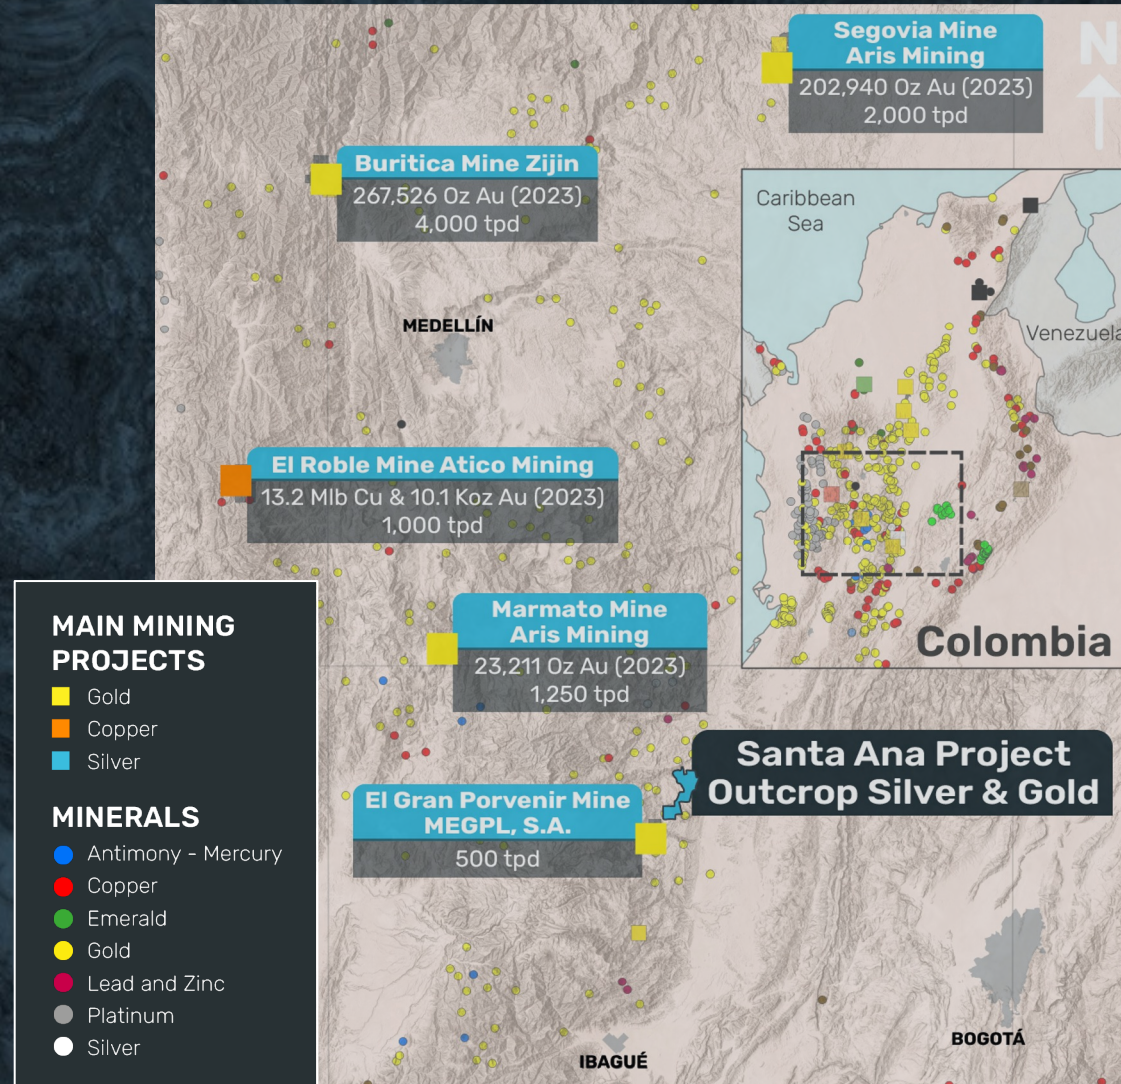 Segovia Mine
Aris Mining
202,940 Oz Au (2023)
2,000 tpd
N
Buritica Mine Zijin
267,526 Oz Au (2023)
4,000 tpd
Caribbean
Sea
Venezuela
Colombia
MEDELLÍN
El Roble Mine Atico Mining
13.2 Mlb Cu & 10.1 Koz Au (2023)
1,000 tpd
Marmato Mine
Aris Mining
23,211 Oz Au (2023)
1,250 tpd
Santa Ana Project
Outcrop Silver & Gold
El Gran Porvenir Mine
MEGPL, S.A.
500 tpd
BOGOTÁ
IBAGUÉ
MAIN MINING
PROJECTS
Gold
Copper
Silver
MINERALS
Antimony - Mercury
Copper
Emerald
Gold
Lead and Zinc
Platinum
Silver